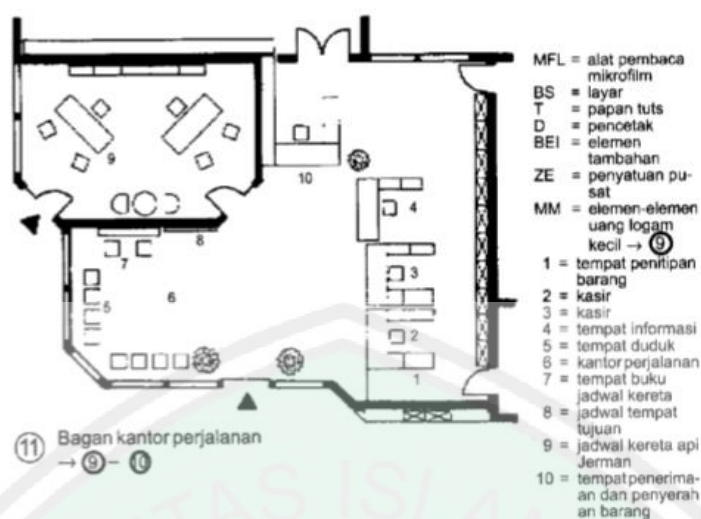 9
10
8
7
4
3
5
6
2
1
11 Bagan kantor perjalanan
→ 9 – 10
MFL = alat pembaca
mikrofilm
BS = layar
T = papan tuts
D = pencetak
BEI = elemen
tambahan
ZE = penyatuan pu-
sat
MM = elemen-elemen
uang logam
kecil → 9
1 = tempat penitipan
barang
2 = kasir
3 = kasir
4 = tempat informasi
5 = tempat duduk
6 = kantor perjalanan
7 = tempat buku
jadwal kereta
8 = jadwal tempat
tujuan
9 = jadwal kereta api
Jerman
10 = tempat penerima-
an dan penyerah
an barang
TAS ISLA